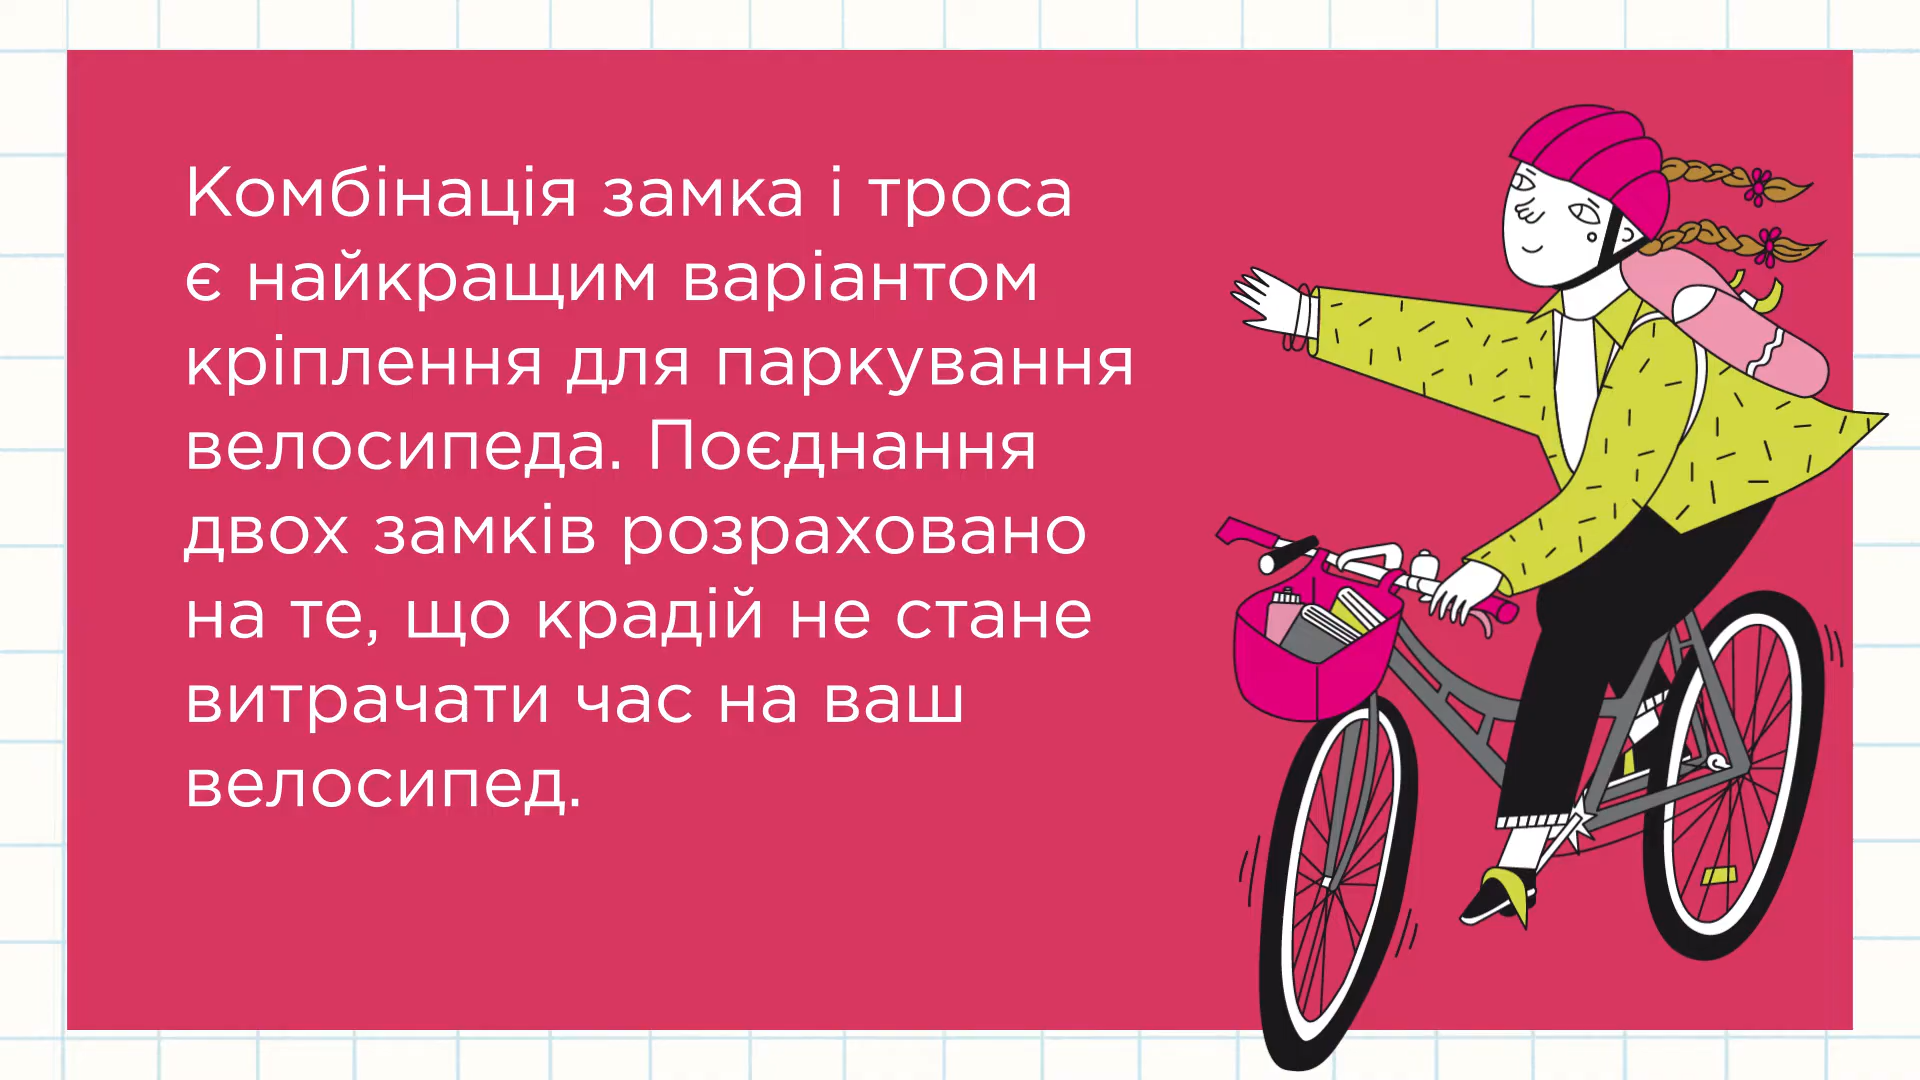 Комбінація замка і троса
є найкращим варіантом
кріплення для паркування
велосипеда. Поєднання
двох замків розраховано
на те, що крадій не стане
витрачати час на ваш
велосипед.